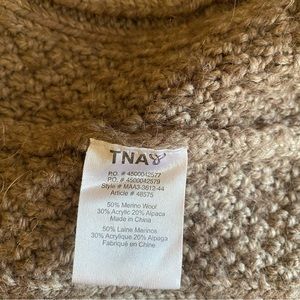 TNA
P.O. # 4500042577
P.O. # 4500042579
Style # MAA3-3612-44
Article # 48575
50% Merino Wool
30% Acrylic 20% Alpaca
Made in China
50% Laine Merinos
30% Acrylique 20% Alpaga
Fabriqué en Chine